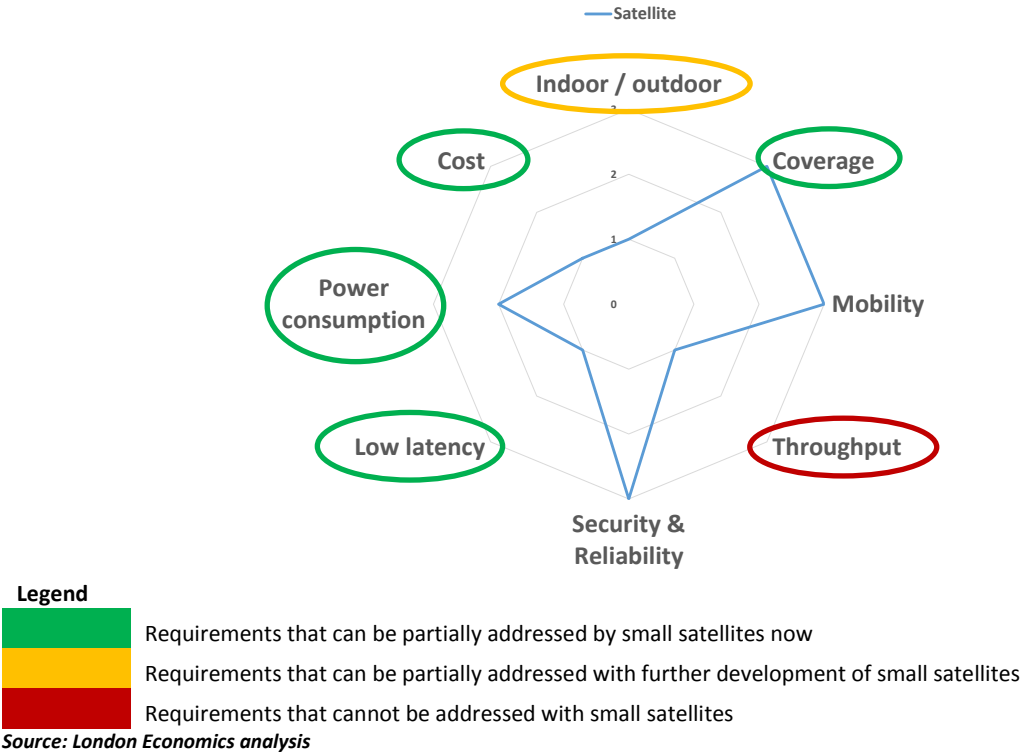 Satellite
Indoor / outdoor
3
Cost
Coverage
2
1
Power
consumption
0
Mobility
Low latency
Throughput
Security &
Reliability
Legend
Requirements that can be partially addressed by small satellites now
Requirements that can be partially addressed with further development of small satellites
Requirements that cannot be addressed with small satellites
Source: London Economics analysis